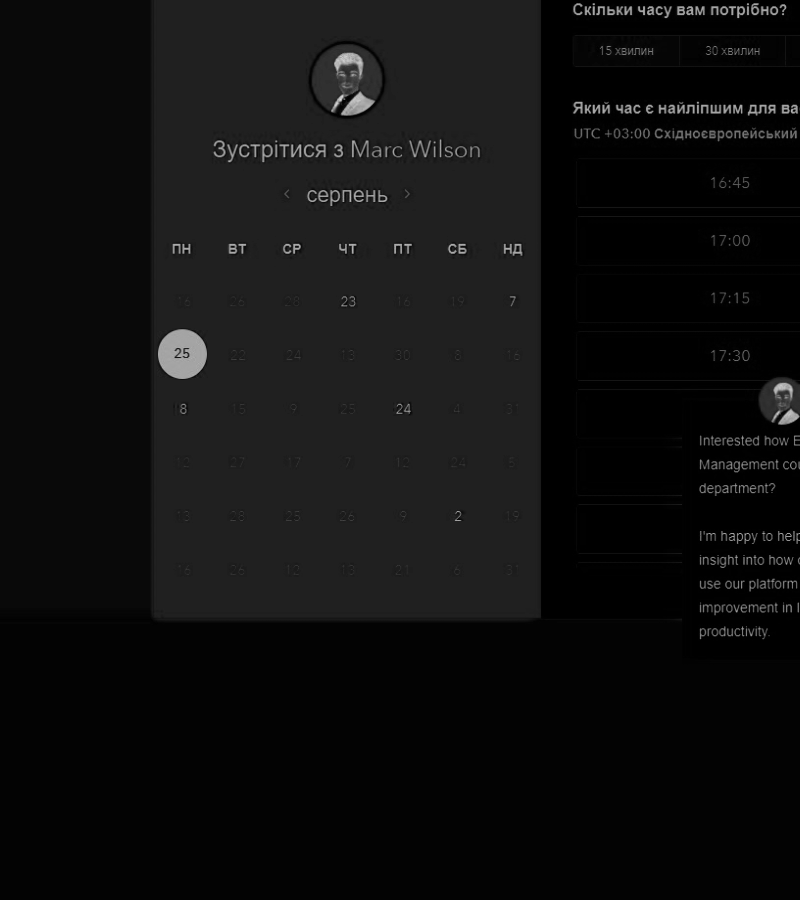 Зустрітися з Marc Wilson
серпень
ПН ВТ СР ЧТ ПТ СБ НД
16 26 28 23 16 19 7
25 22 24 13 30 8 16
8 15 9 25 24 4 31
12 27 17 7 12 24 5
13 28 25 26 9 2 19
16 26 12 13 21 6 31
Скільки часу вам потрібно?
15 хвилин 30 хвилин
Який час є найліпшим для ва
UTC +03:00 Східноєвропейський
16:45
17:00
17:15
17:30
Interested how E
Management cou
department?
I'm happy to help
insight into how
use our platform
improvement in
productivity.